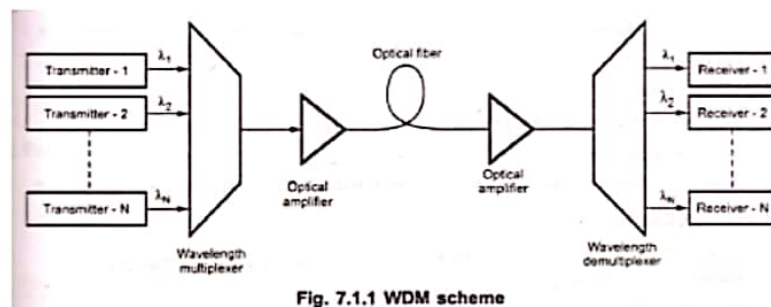 Optical fiber
λ1
Transmitter - 1
λ1
Receiver - 1
λ2
Transmitter - 2
λ2
Receiver - 2
Optical
amplifier
Optical
amplifier
λN
Transmitter - N
λN
Receiver - N
Wavelength
multiplexer
Wavelength
demultiplexer
Fig. 7.1.1 WDM scheme